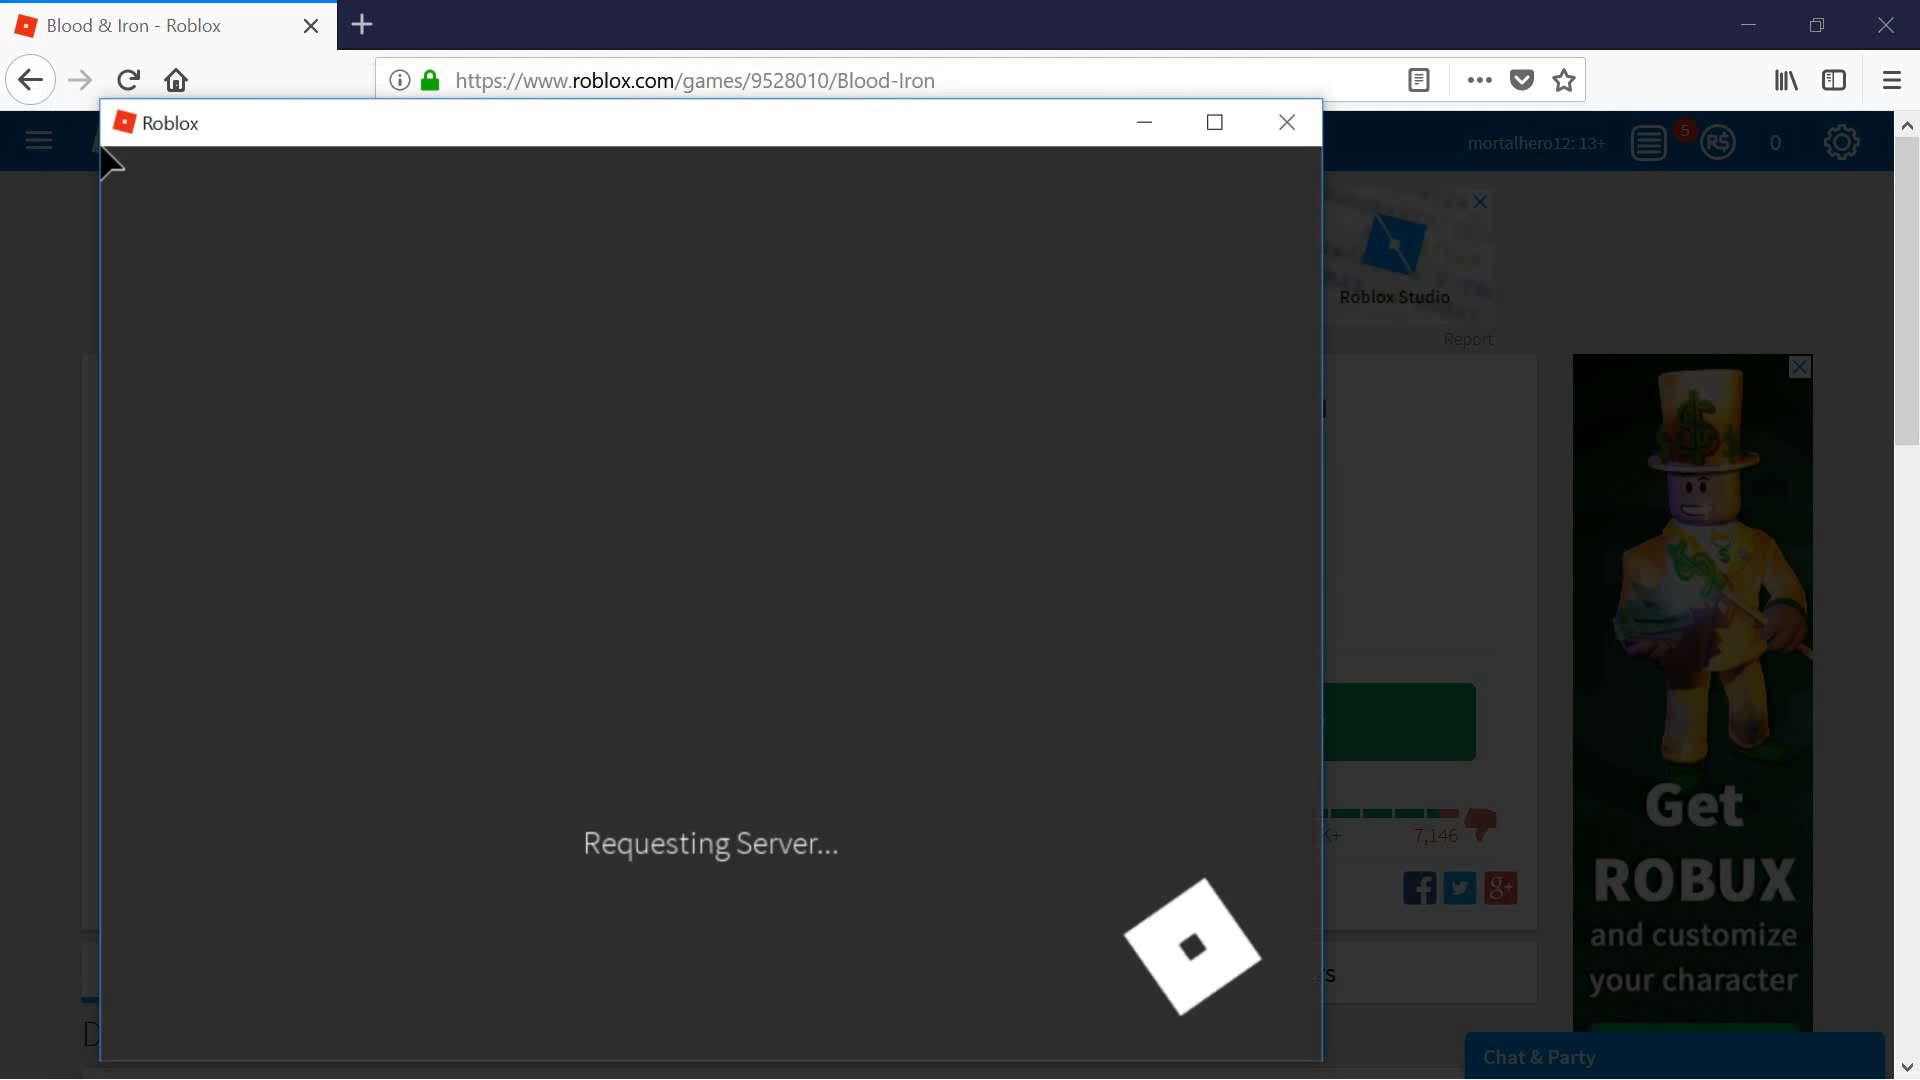 Blood & Iron - Roblox
https://www.roblox.com/games/9528010/Blood-Iron
Roblox
mortalhero12: 13+
5
R$
0
Roblox Studio
Report
Requesting Server...
K+
7,146
g+
Get
ROBUX
and customize
your character
rs
D
Chat & Party